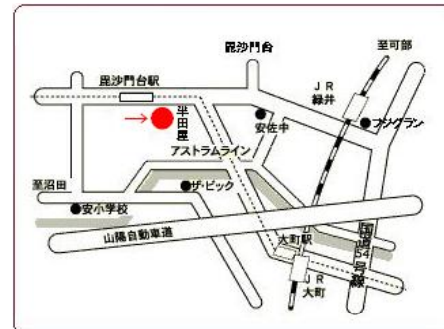 毘沙門台
至可部
毘沙門台駅
JR
緑井
半田屋
安佐中
フジグラン
アストラムライン
至沼田
ザ・ビック
安小学校
国道54号線
山陽自動車道
大町駅
JR
大町